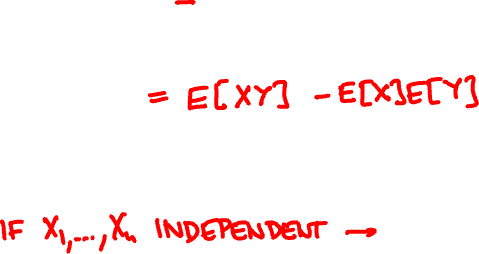 = E[XY] - E[X]E[Y]
IF X₁,...,Xₙ INDEPENDENT →